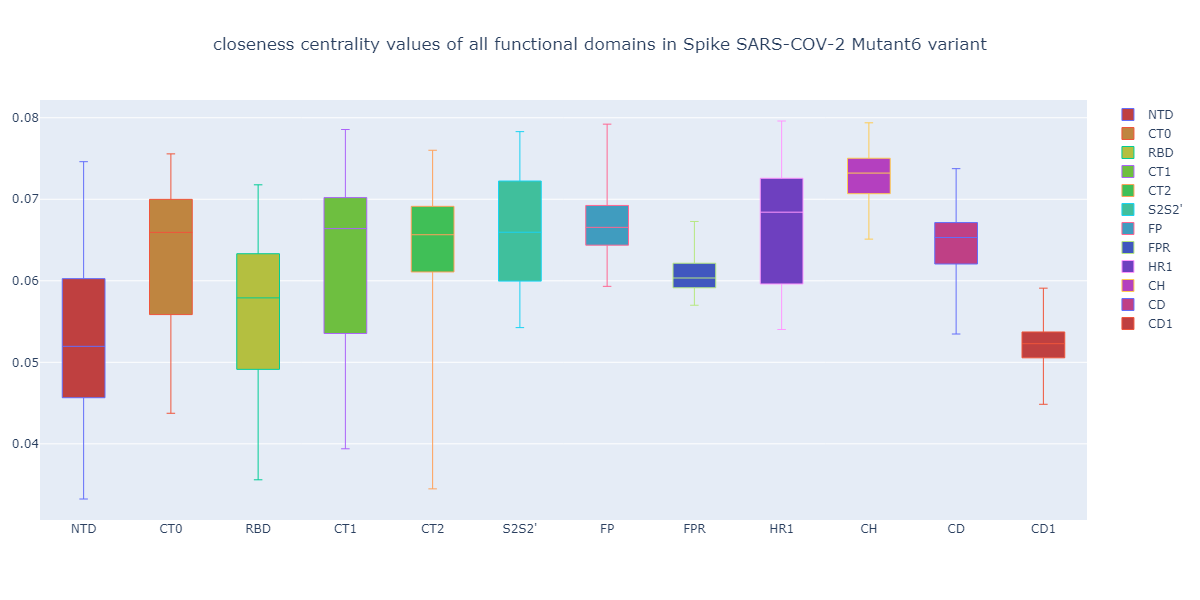 closeness centrality values of all functional domains in Spike SARS-COV-2 Mutant6 variant
0.08
0.07
0.06
0.05
0.04
NTD CT0 RBD CT1 CT2 S2S2' FP FPR HR1 CH CD CD1
NTD
CT0
RBD
CT1
CT2
S2S2'
FP
FPR
HR1
CH
CD
CD1